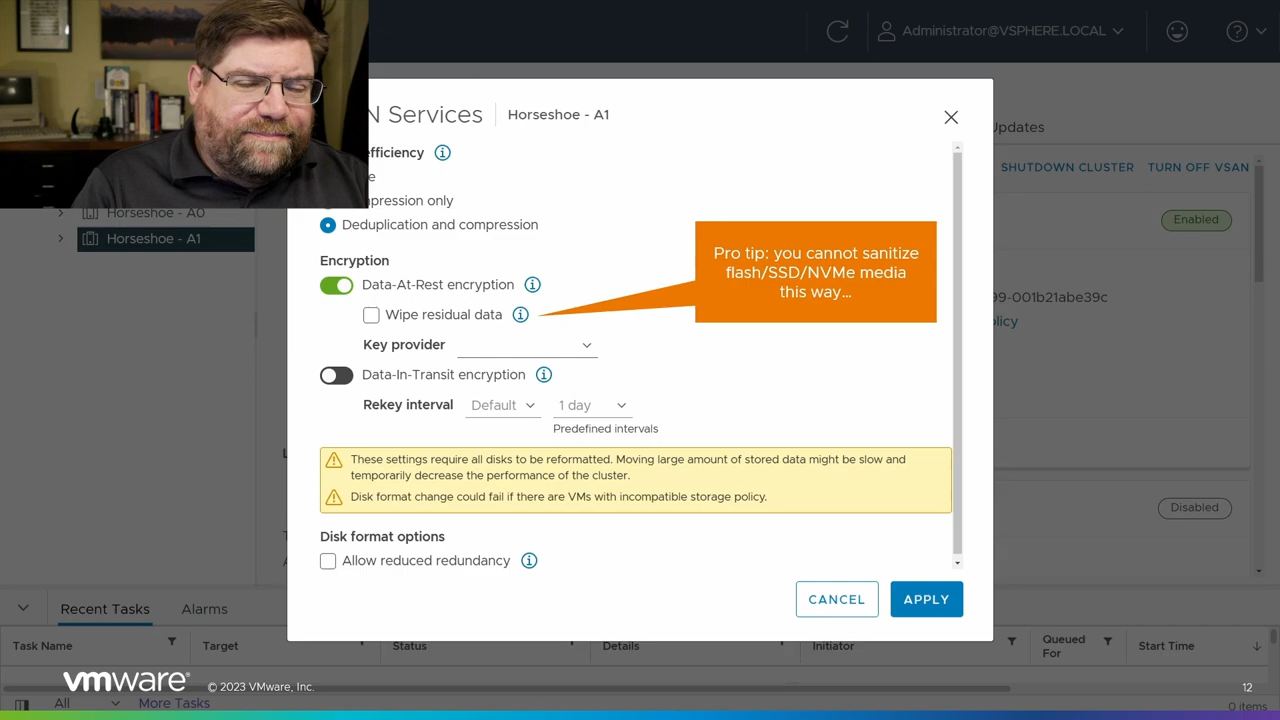 Administrator@VSPHERE.LOCAL
N Services
Horseshoe - A1
Updates
SHUTDOWN CLUSTER
TURN OFF VSAN
Horseshoe - A0
Horseshoe - A1
Enabled
Compression only
Deduplication and compression
Encryption
Data-At-Rest encryption
Wipe residual data
Key provider
Data-In-Transit encryption
Rekey interval
Default
1 day
Predefined intervals
Pro tip: you cannot sanitize
flash/SSD/NVMe media
this way...
99-001b21abe39c
These settings require all disks to be reformatted. Moving large amount of stored data might be slow and
temporarily decrease the performance of the cluster.
Disk format change could fail if there are VMs with incompatible storage policy.
Disabled
Disk format options
Allow reduced redundancy
CANCEL
APPLY
Recent Tasks
Alarms
Task Name
Target
Status
Details
Initiator
Queued
For
Start Time
vmware®
© 2023 VMware, Inc.
12
All
More Tasks
0 items